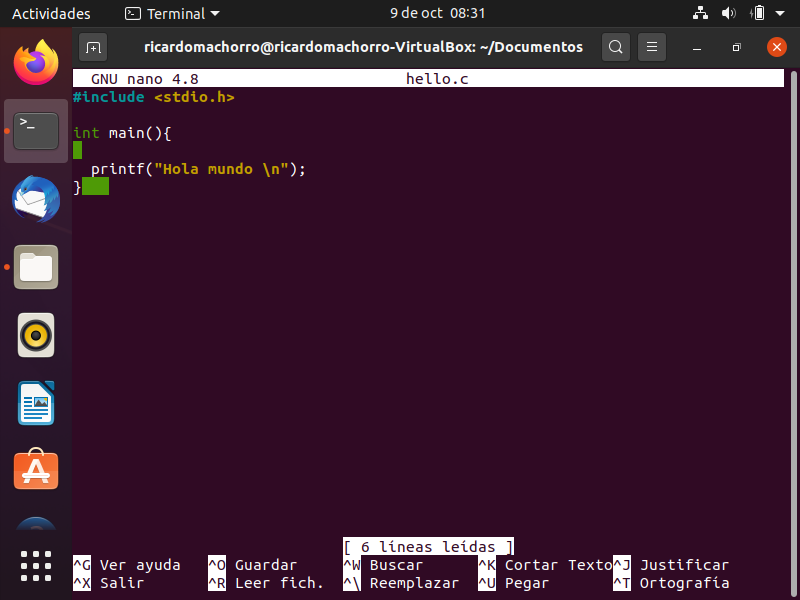 Actividades Terminal 9 de oct 08:31
ricardomachorro@ricardomachorro-VirtualBox: ~/Documentos
GNU nano 4.8 hello.c
#include <stdio.h>
int main(){
printf("Hola mundo \n");
}
[ 6 líneas leídas ]
^G Ver ayuda ^O Guardar ^W Buscar ^K Cortar Texto ^J Justificar
^X Salir ^R Leer fich. ^\ Reemplazar ^U Pegar ^T Ortografía